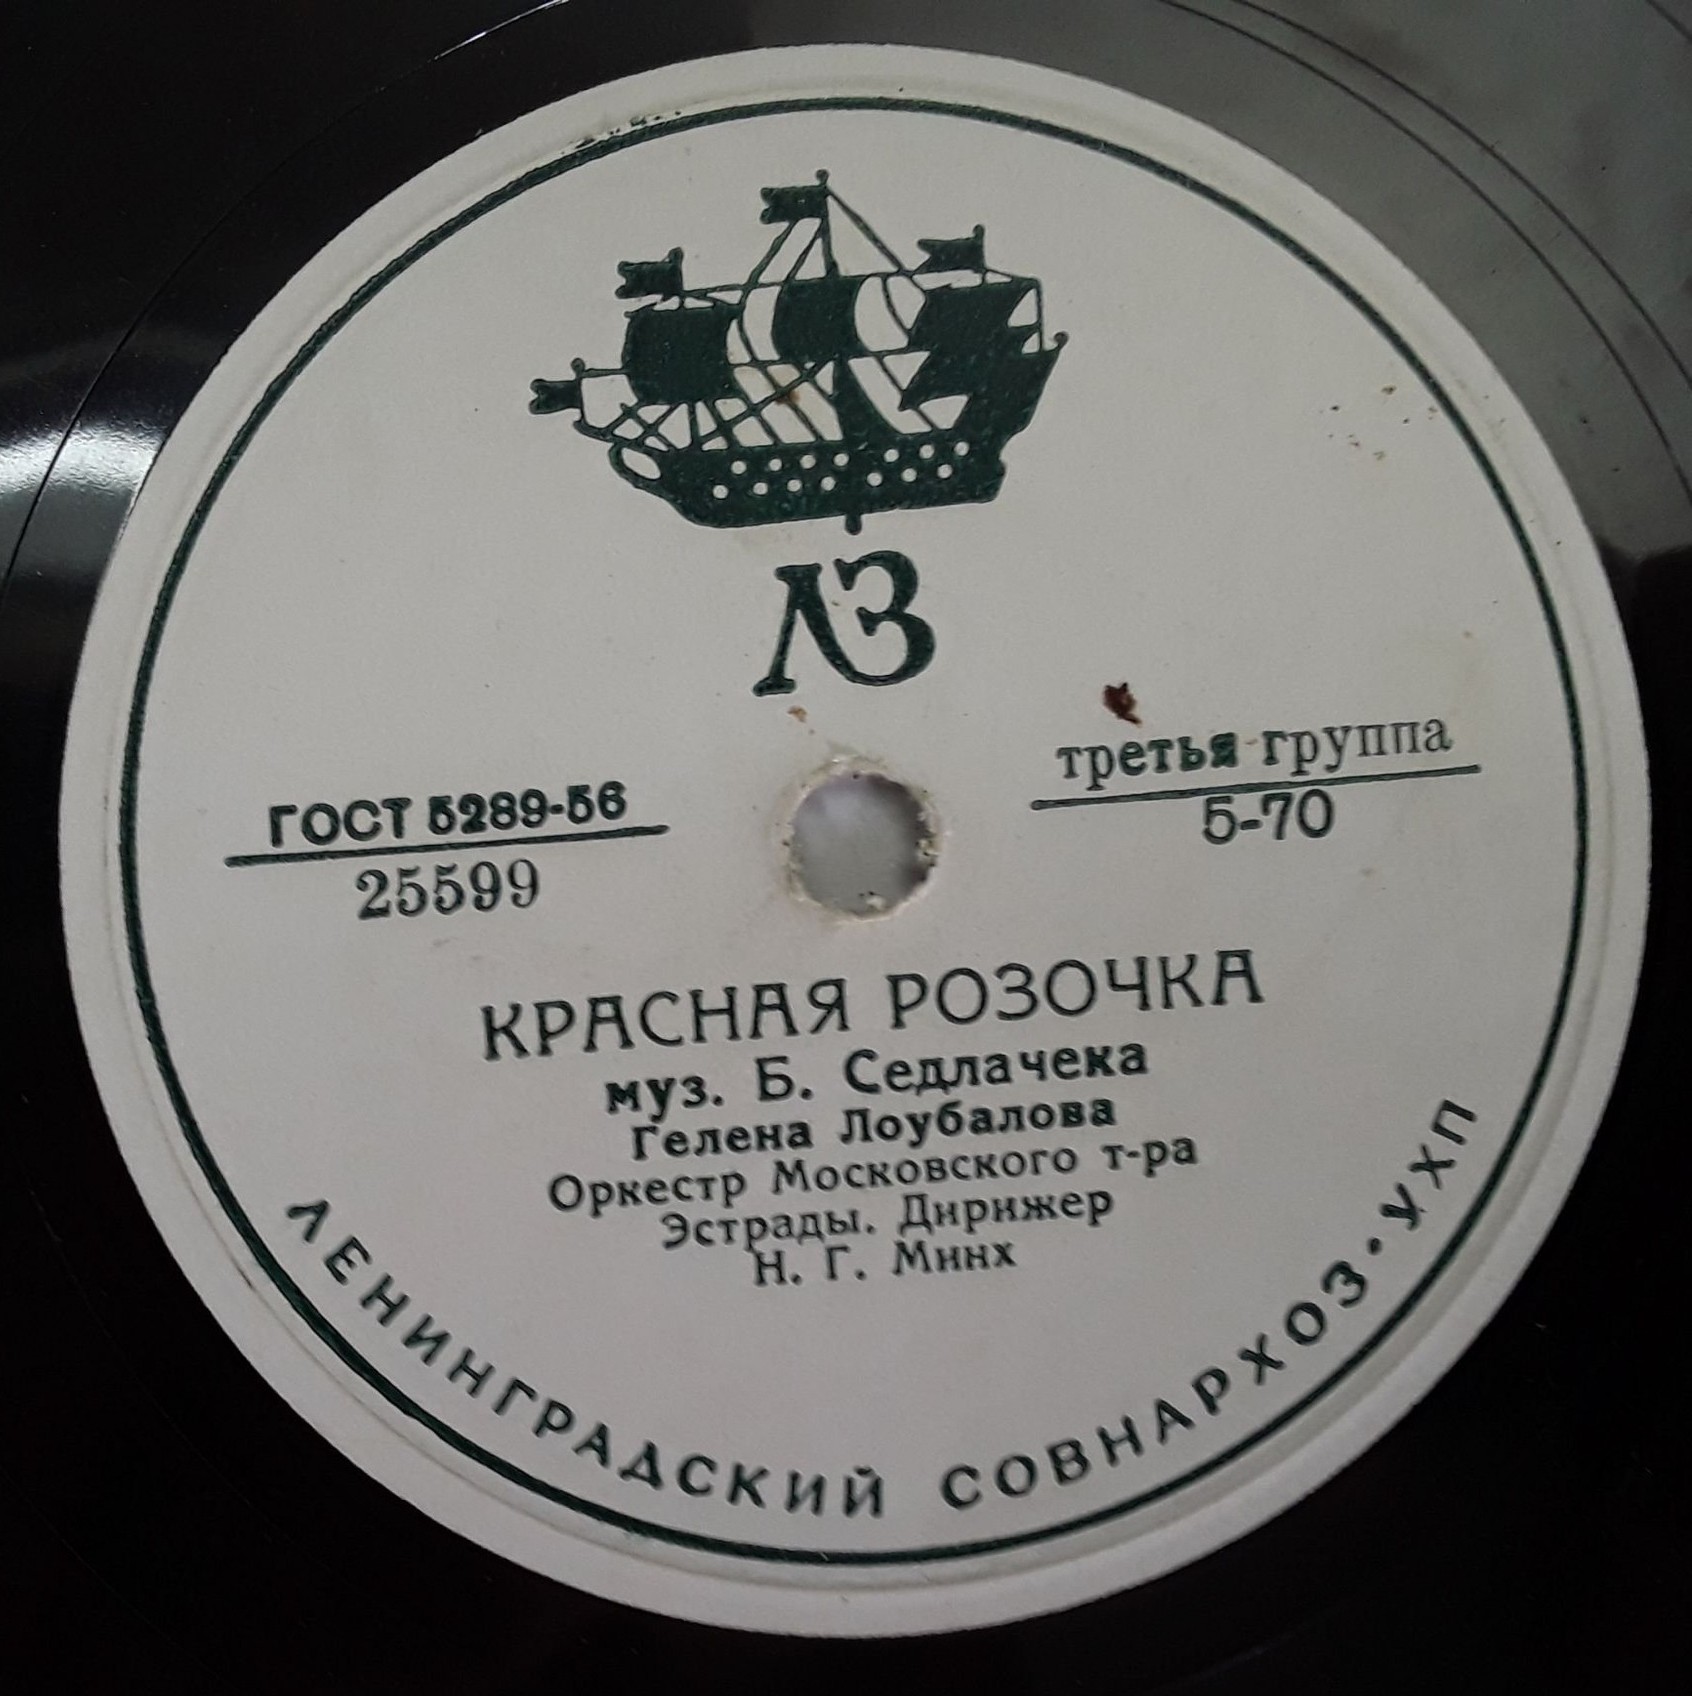 ЛЗ
ГОСТ 5289-56
25599
третья группа
5-70
КРАСНАЯ РОЗОЧКА
муз. Б. Седлачека
Гелена Лоубалова
Оркестр Московского т-ра
Эстрады. Дирижер
Н. Г. Минх
ЛЕНИНГРАДСКИЙ СОВНАРХОЗ·УХП